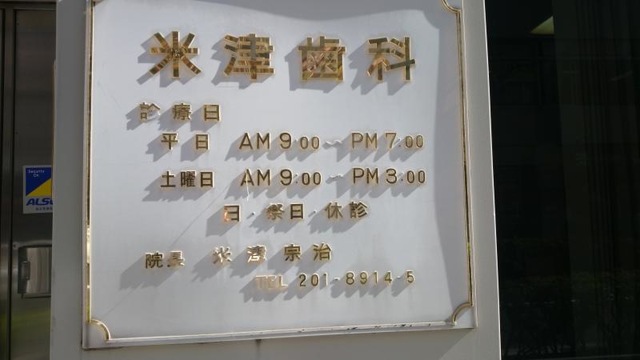 米津歯科
診療日
平日 AM 9:00 ~ PM 7:00
土曜日 AM 9:00 ~ PM 3:00
日・祭日・休診
院長 米津宗治
TEL 201-8914-5